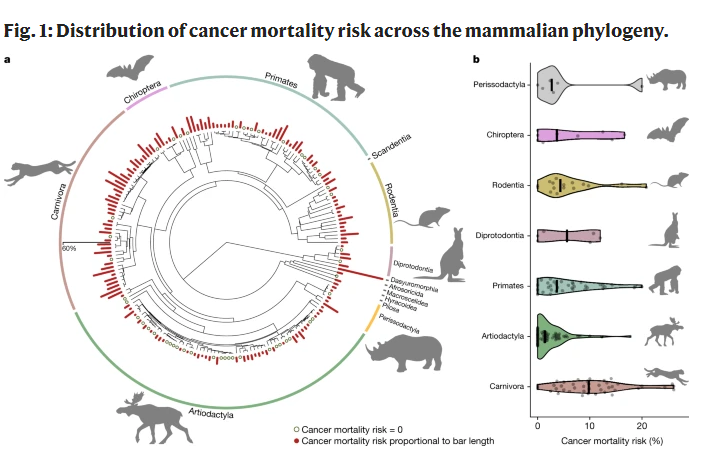 Fig. 1: Distribution of cancer mortality risk across the mammalian phylogeny.
a
Chiroptera
Primates
Scandentia
Rodentia
Diprotodontia
Dasyuromorphia
Afrosoricida
Macroscelidea
Hyracoidea
Pilosa
Perissodactyla
Artiodactyla
Carnivora
60%
Cancer mortality risk = 0
Cancer mortality risk proportional to bar length
b
Perissodactyla
Chiroptera
Rodentia
Diprotodontia
Primates
Artiodactyla
Carnivora
0 10 20
Cancer mortality risk (%)